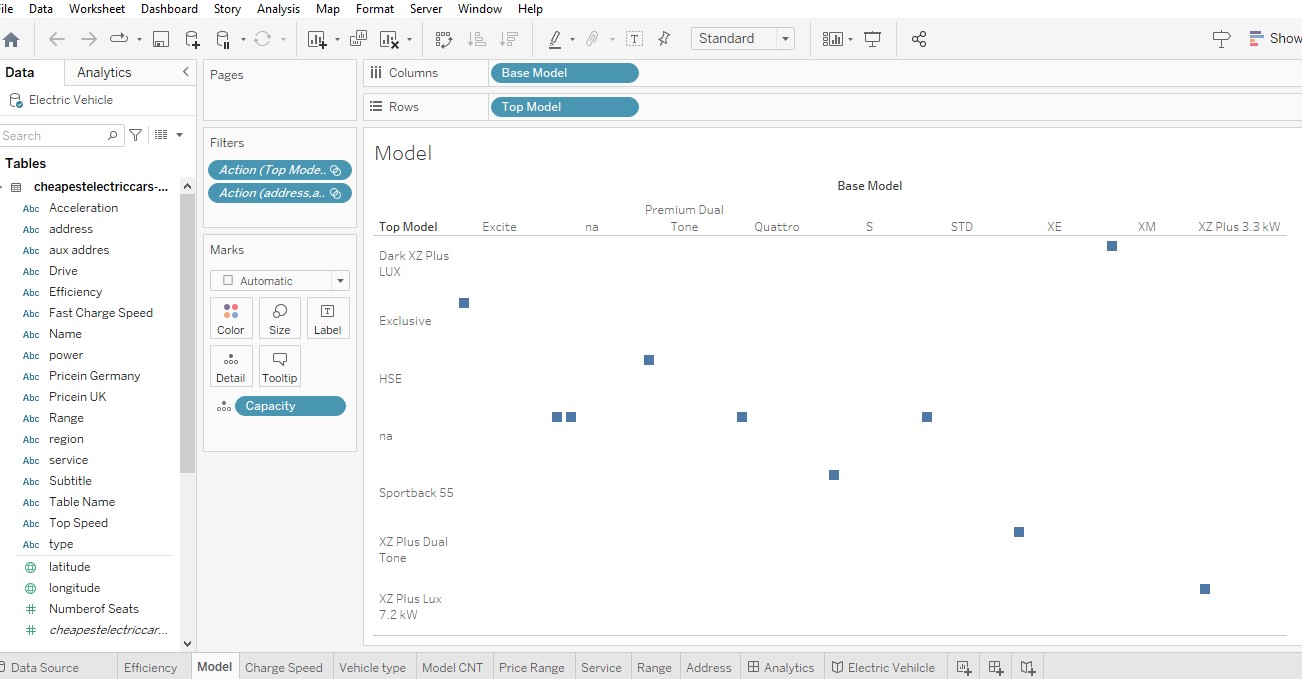 File Data Worksheet Dashboard Story Analysis Map Format Server Window Help
Standard Show
Data Analytics
Electric Vehicle
Search
Tables
cheapestelectriccars-...
Abc Acceleration
Abc address
Abc aux addres
Abc Drive
Abc Efficiency
Abc Fast Charge Speed
Abc Name
Abc power
Abc Pricein Germany
Abc Pricein UK
Abc Range
Abc region
Abc service
Abc Subtitle
Abc Table Name
Abc Top Speed
Abc type
latitude
longitude
# Numberof Seats
# cheapestelectriccar...
Pages
Filters
Action (Top Mode..
Action (address,a..
Marks
Automatic
Color Size Label
Detail Tooltip
Capacity
Columns Base Model
Rows Top Model
Model
Base Model
Top Model Excite na Premium Dual
Tone Quattro S STD XE XM XZ Plus 3.3 kW
Dark XZ Plus
LUX
Exclusive
HSE
na
Sportback 55
XZ Plus Dual
Tone
XZ Plus Lux
7.2 kW
Data Source Efficiency Model Charge Speed Vehicle type Model CNT Price Range Service Range Address Analytics Electric Vehilcle